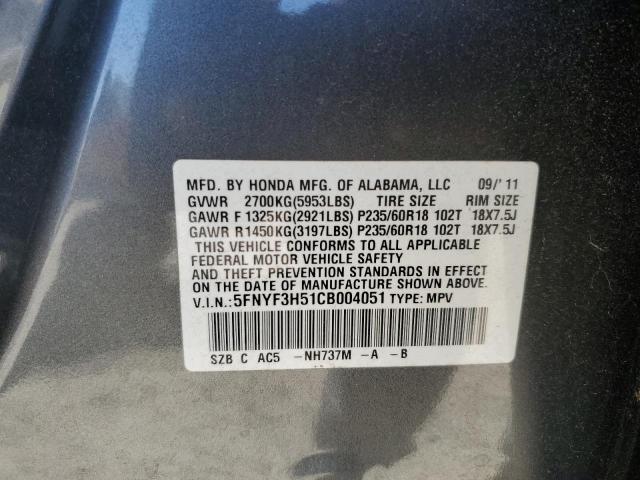 MFD. BY HONDA MFG. OF ALABAMA, LLC 09/'11
GVWR 2700KG(5953LBS) TIRE SIZE RIM SIZE
GAWR F 1325KG(2921LBS) P235/60R18 102T 18X7.5J
GAWR R1450KG(3197LBS) P235/60R18 102T 18X7.5J
THIS VEHICLE CONFORMS TO ALL APPLICABLE
FEDERAL MOTOR VEHICLE SAFETY
AND THEFT PREVENTION STANDARDS IN EFFECT
ON THE DATE OF MANUFACTURE SHOWN ABOVE.
V.I.N.:5FNYF3H51CB004051 TYPE: MPV
SZB C AC5 -NH737M -A -B